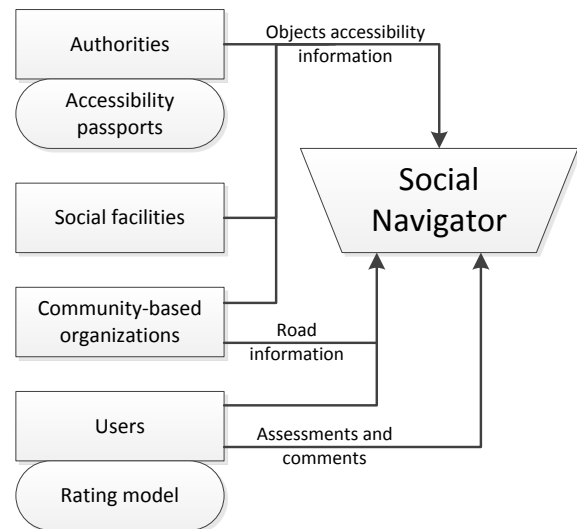 Authorities
Objects accessibility
information
Accessibility
passports
Social
Navigator
Social facilities
Community-based
organizations
Road
information
Users
Assessments and
comments
Rating model